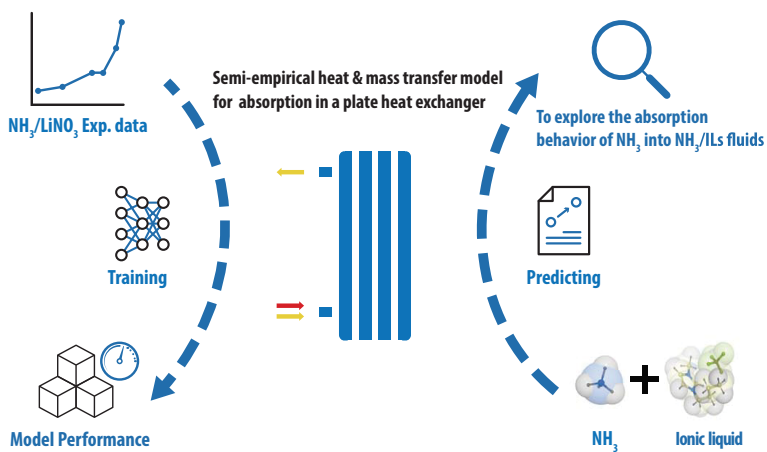 Semi-empirical heat & mass transfer model
for absorption in a plate heat exchanger
NH₃/LiNO₃ Exp. data
Training
Model Performance
To explore the absorption
behavior of NH₃ into NH₃/ILs fluids
Predicting
NH₃
Ionic liquid